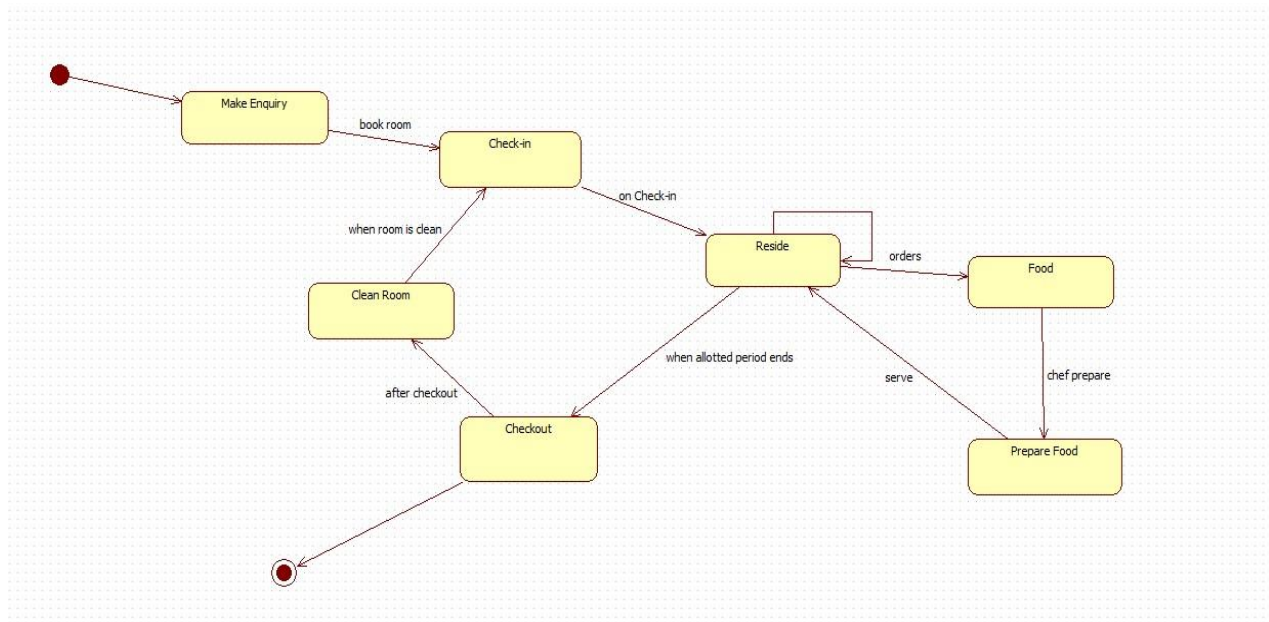 Make Enquiry
book room
Check-in
on Check-in
when room is clean
Reside
orders
Food
Clean Room
when allotted period ends
serve
chef prepare
after checkout
Checkout
Prepare Food